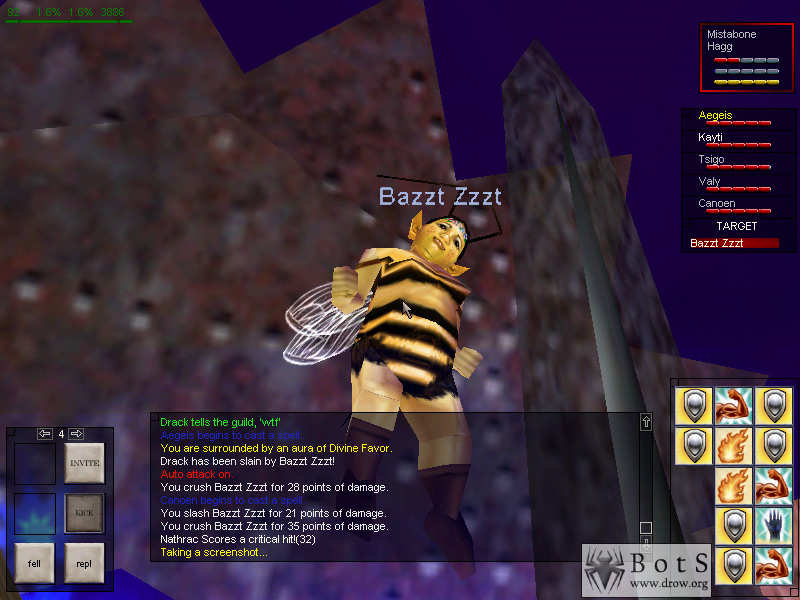 92 1.6% 1.6% 3886
Mistabone
Hagg
Aegeis
Kayti
Tsigo
Valy
Canoen
TARGET
Bazzt Zzzt
Bazzt Zzzt
Drack tells the guild, 'wtf'
Aegeis begins to cast a spell.
You are surrounded by an aura of Divine Favor.
Drack has been slain by Bazzt Zzzt!
Auto attack on.
You crush Bazzt Zzzt for 28 points of damage.
Canoen begins to cast a spell.
You slash Bazzt Zzzt for 21 points of damage.
You crush Bazzt Zzzt for 35 points of damage.
Nathrac Scores a critical hit!(32)
Taking a screenshot...
4
INVITE
KICK
fell
repl
BotS
www.drow.org